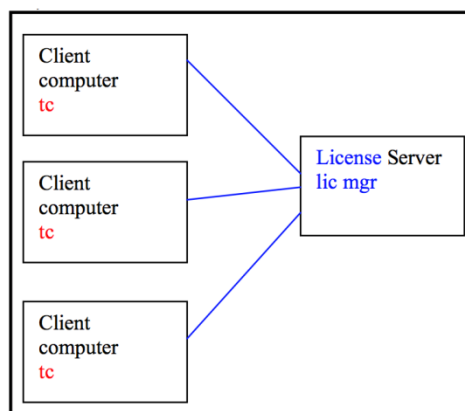 Client
computer
tc
License Server
lic mgr
Client
computer
tc
Client
computer
tc